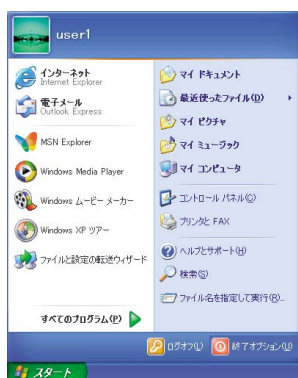 user1
インターネット
Internet Explorer
電子メール
Outlook Express
MSN Explorer
Windows Media Player
Windows ムービー メーカー
Windows XP ツアー
ファイルと設定の転送ウィザード
すべてのプログラム(P)
マイ ドキュメント
最近使ったファイル(D)
マイ ピクチャ
マイ ミュージック
マイ コンピュータ
コントロール パネル(C)
プリンタと FAX
ヘルプとサポート(H)
検索(S)
ファイル名を指定して実行(R)...
ログオフ(L)
終了オプション(U)
スタート